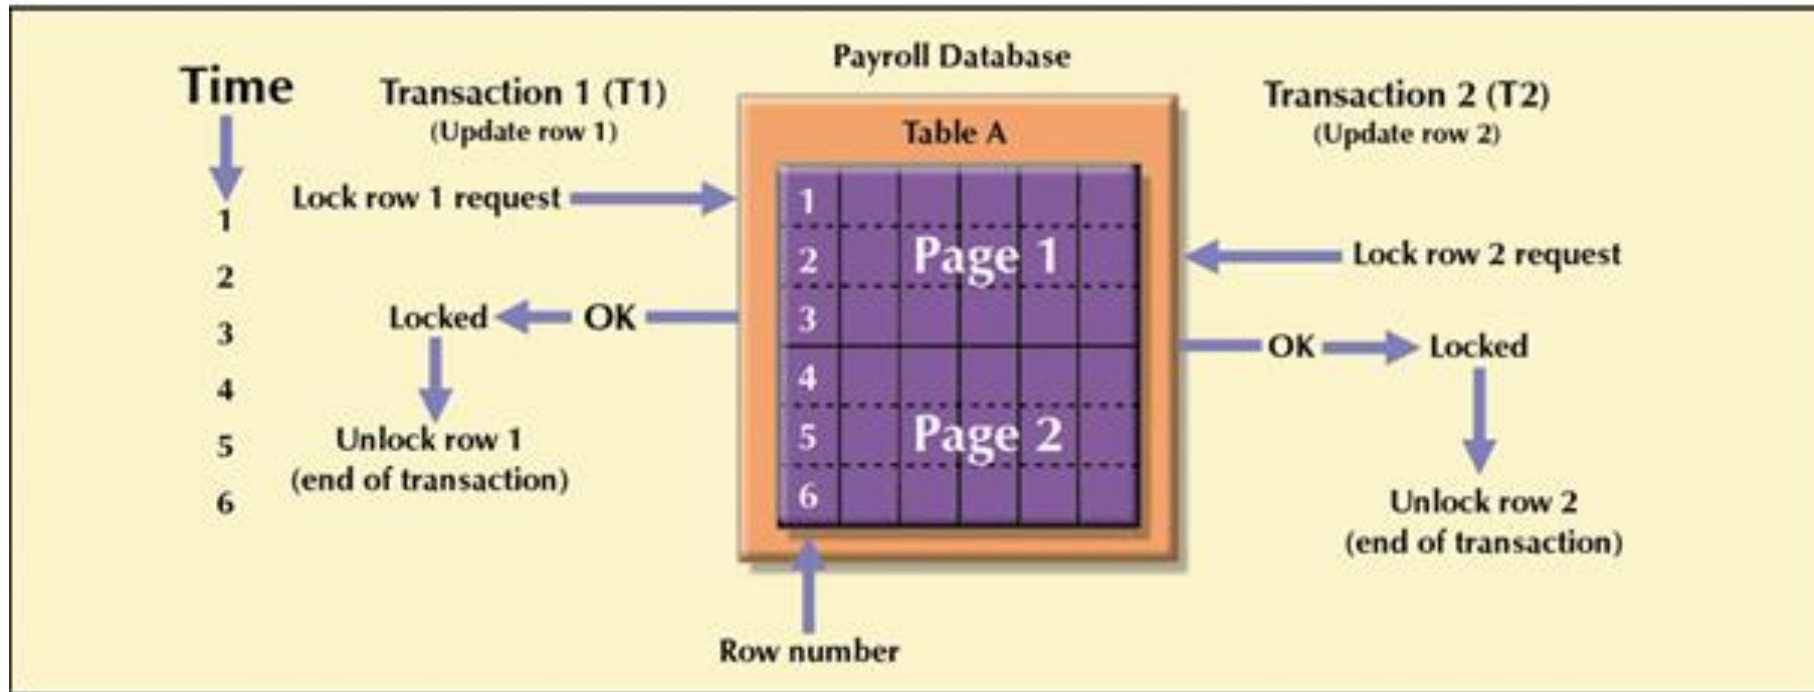 Payroll Database
Time
Transaction 1 (T1)
(Update row 1)
Table A
Transaction 2 (T2)
(Update row 2)
Lock row 1 request
1
2
3
4
5
6
1
2
3
4
5
6
Page 1
Page 2
Lock row 2 request
Locked
OK
OK
Locked
Unlock row 1
(end of transaction)
Unlock row 2
(end of transaction)
Row number